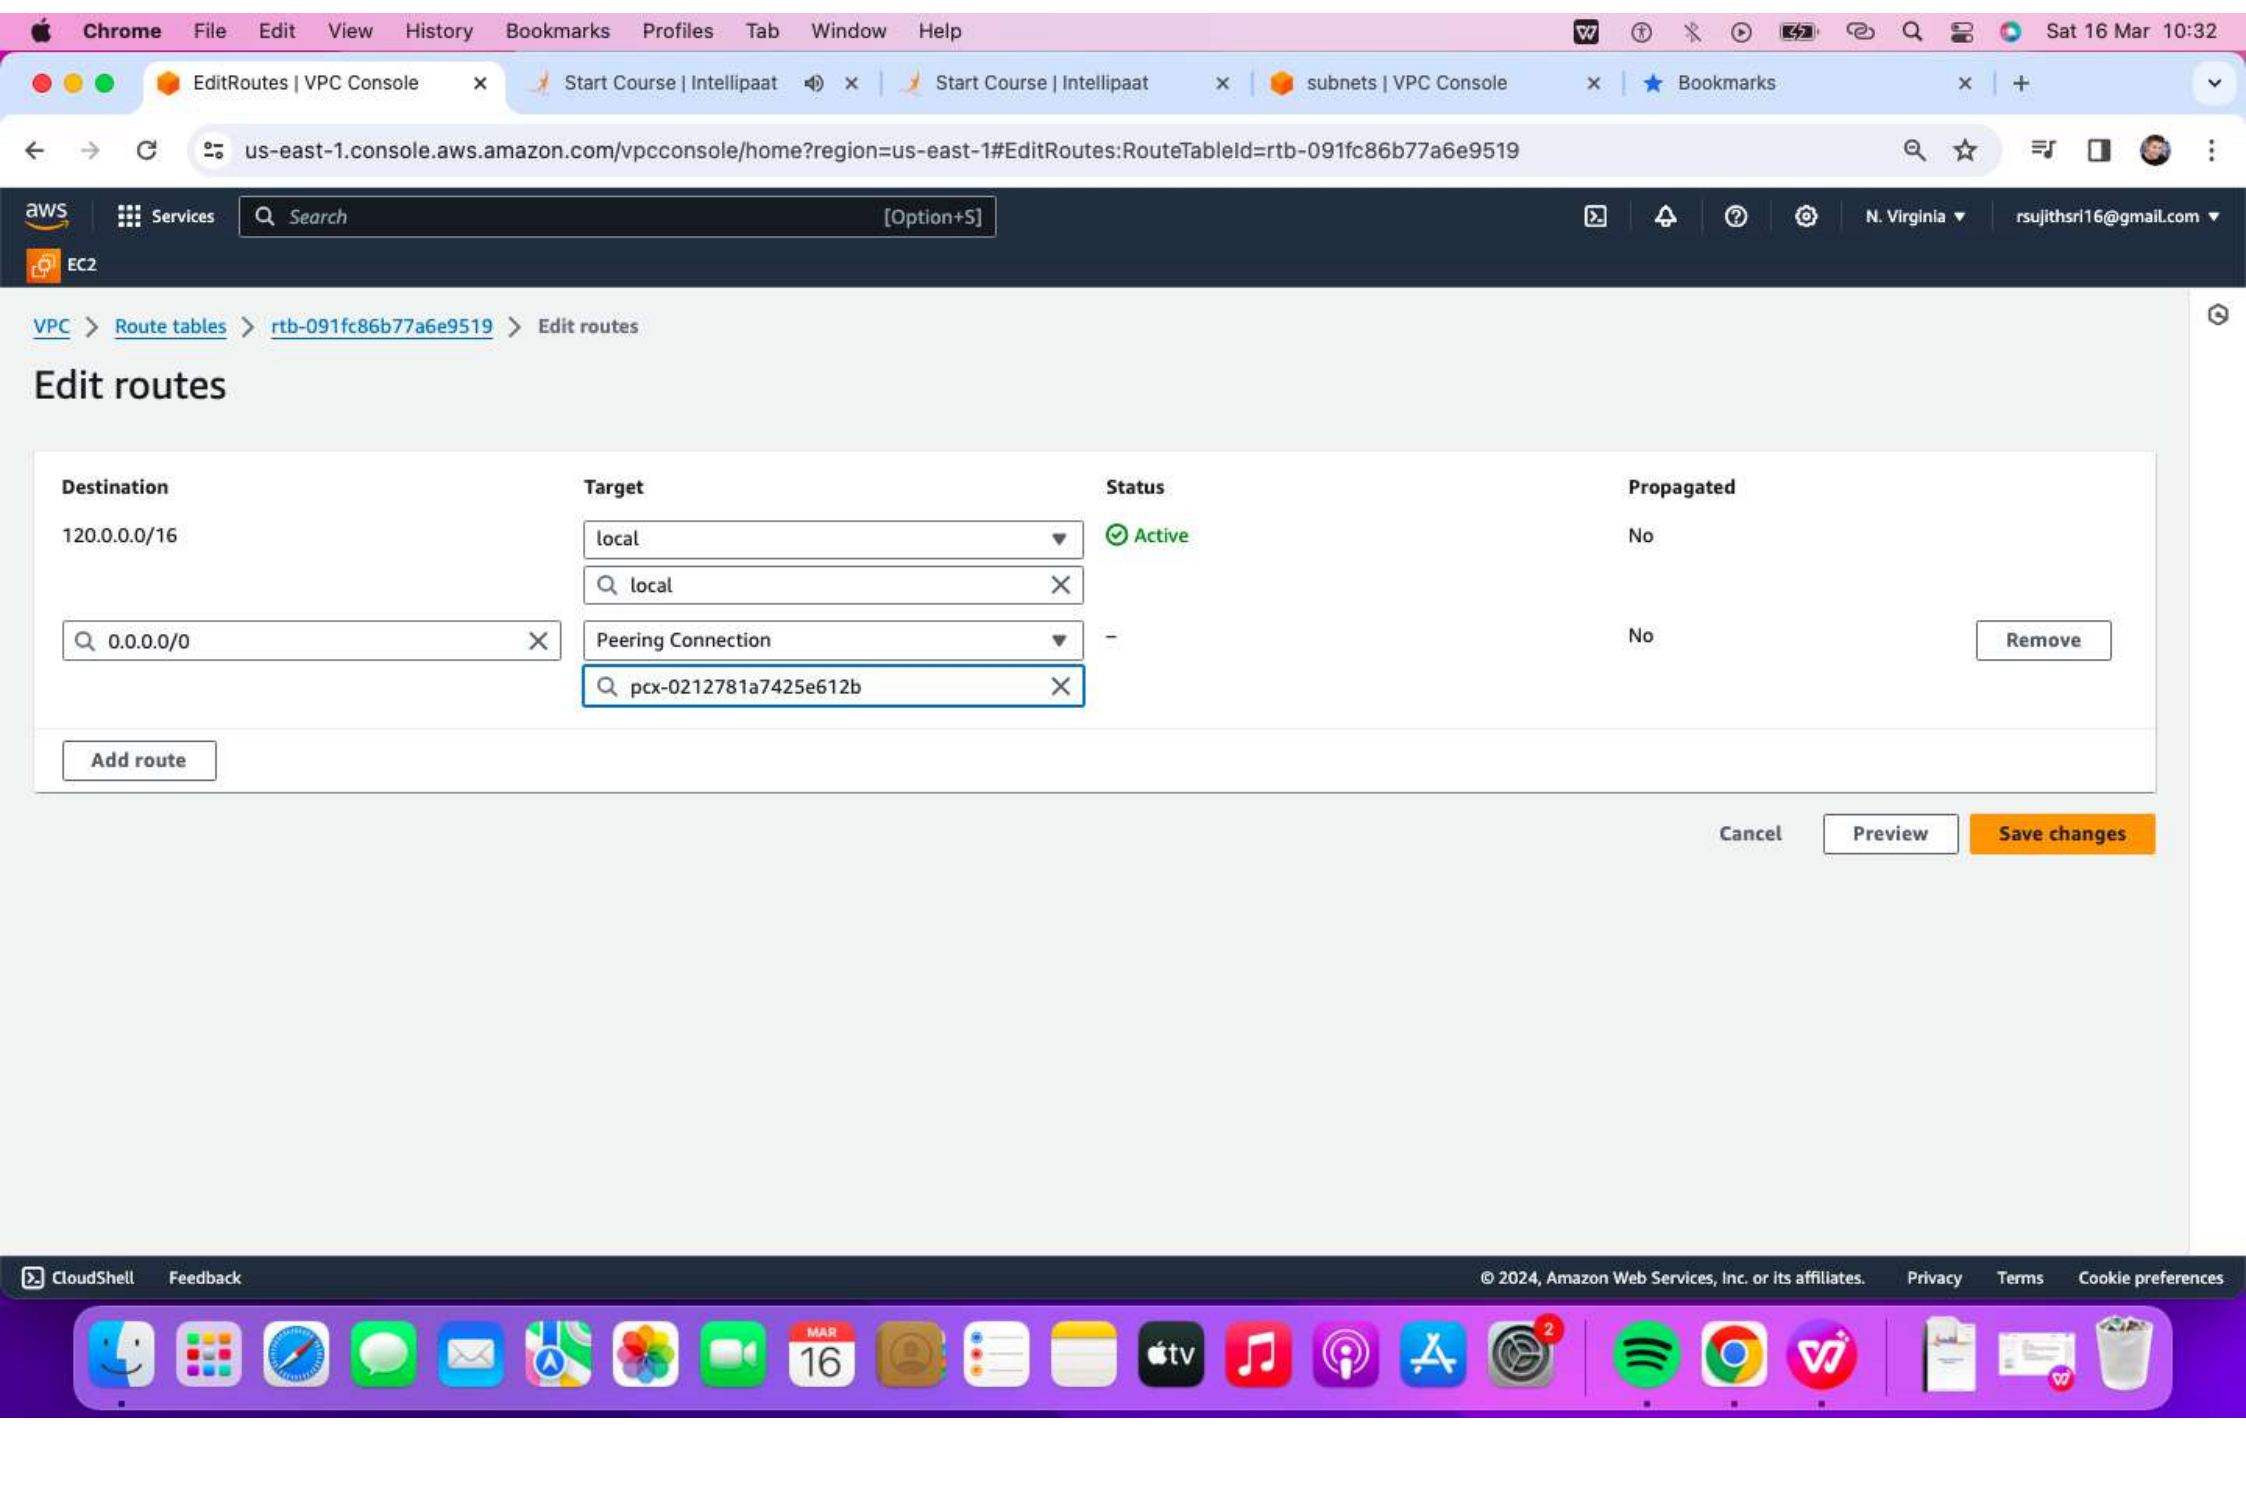 Chrome File Edit View History Bookmarks Profiles Tab Window Help Sat 16 Mar 10:32
EditRoutes | VPC Console Start Course | Intellipaat Start Course | Intellipaat subnets | VPC Console Bookmarks
us-east-1.console.aws.amazon.com/vpcconsole/home?region=us-east-1#EditRoutes:RouteTableId=rtb-091fc86b77a6e9519
aws Services Search [Option+S] N. Virginia rsujithsri16@gmail.com
EC2
VPC > Route tables > rtb-091fc86b77a6e9519 > Edit routes
Edit routes
Destination Target Status Propagated
120.0.0.0/16 local Active No
local
0.0.0.0/0 Peering Connection – No Remove
pcx-0212781a7425e612b
Add route
Cancel Preview Save changes
CloudShell Feedback © 2024, Amazon Web Services, Inc. or its affiliates. Privacy Terms Cookie preferences
MAR
16
tv
2